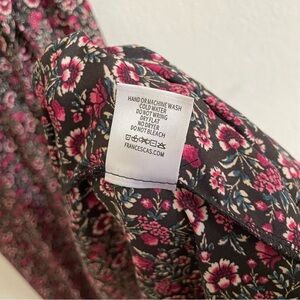 HAND OR MACHINE WASH
COLD WATER
DO NOT WRING
DRY FLAT
NO DRYER
DO NOT BLEACH
FRANCESCAS.COM